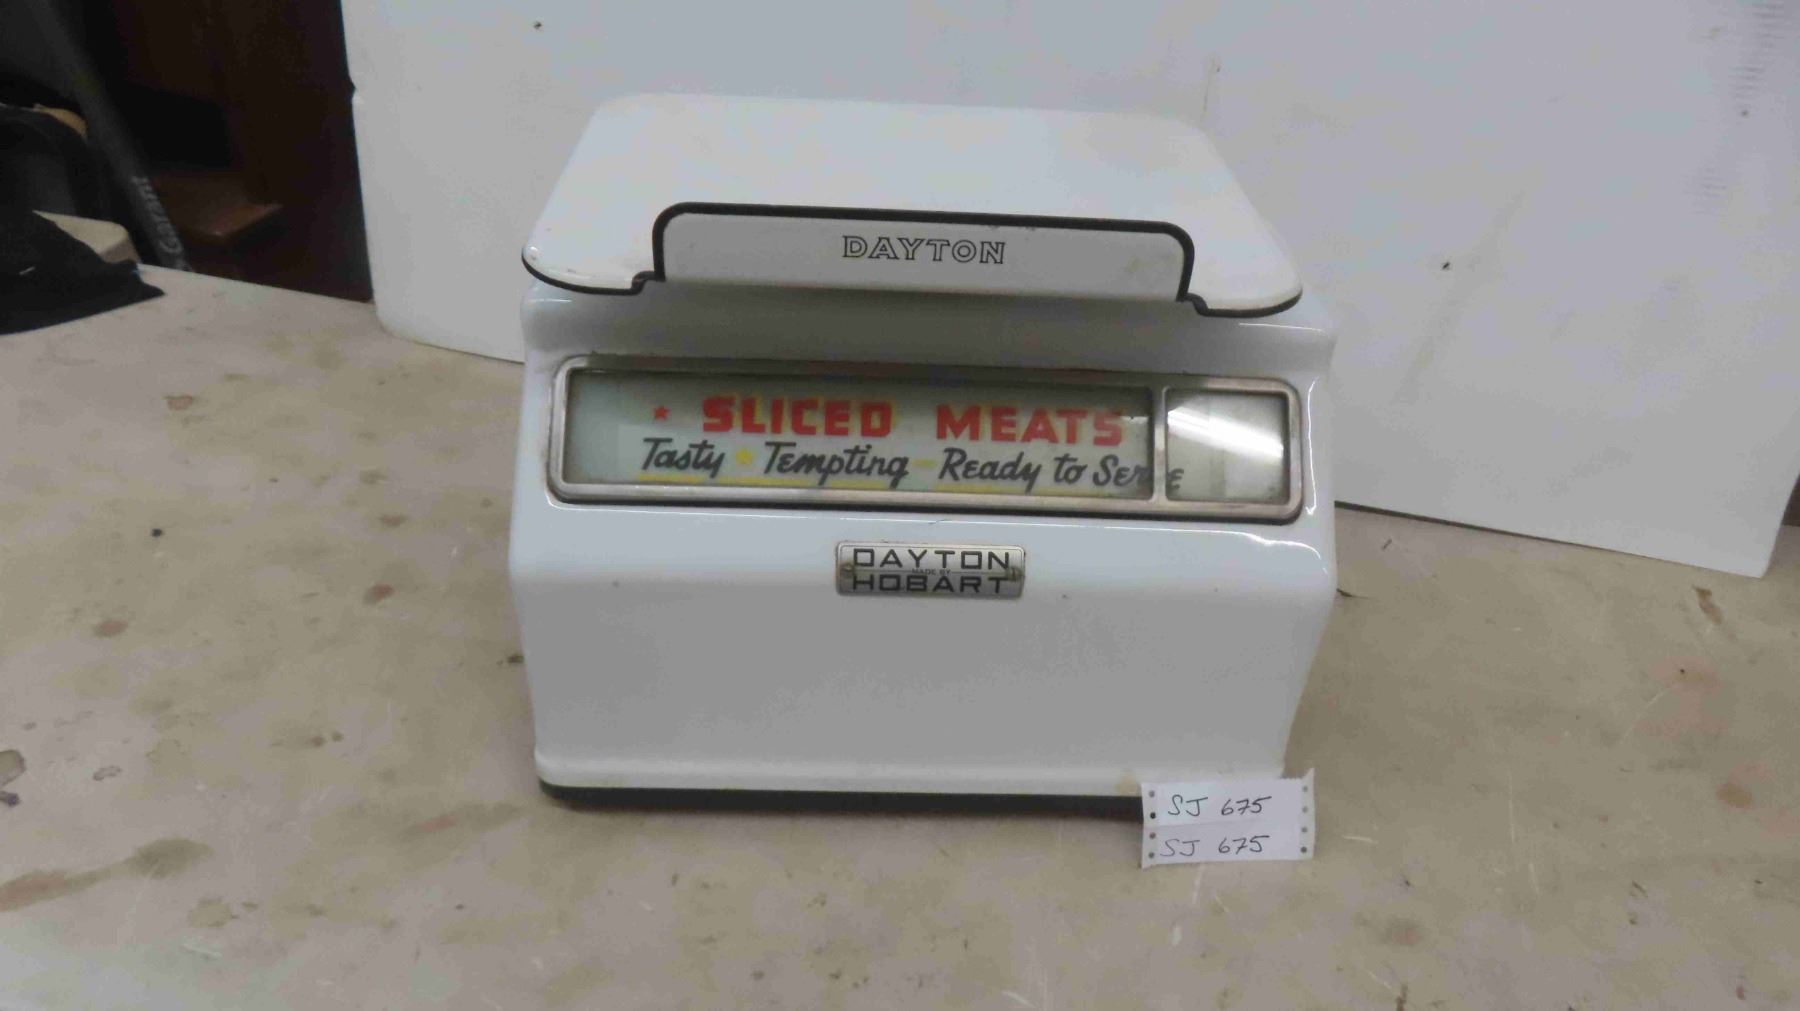 DAYTON
★ SLICED MEATS
Tasty ★ Tempting - Ready to Serve
DAYTON
MADE BY
HOBART
SJ 675
SJ 675